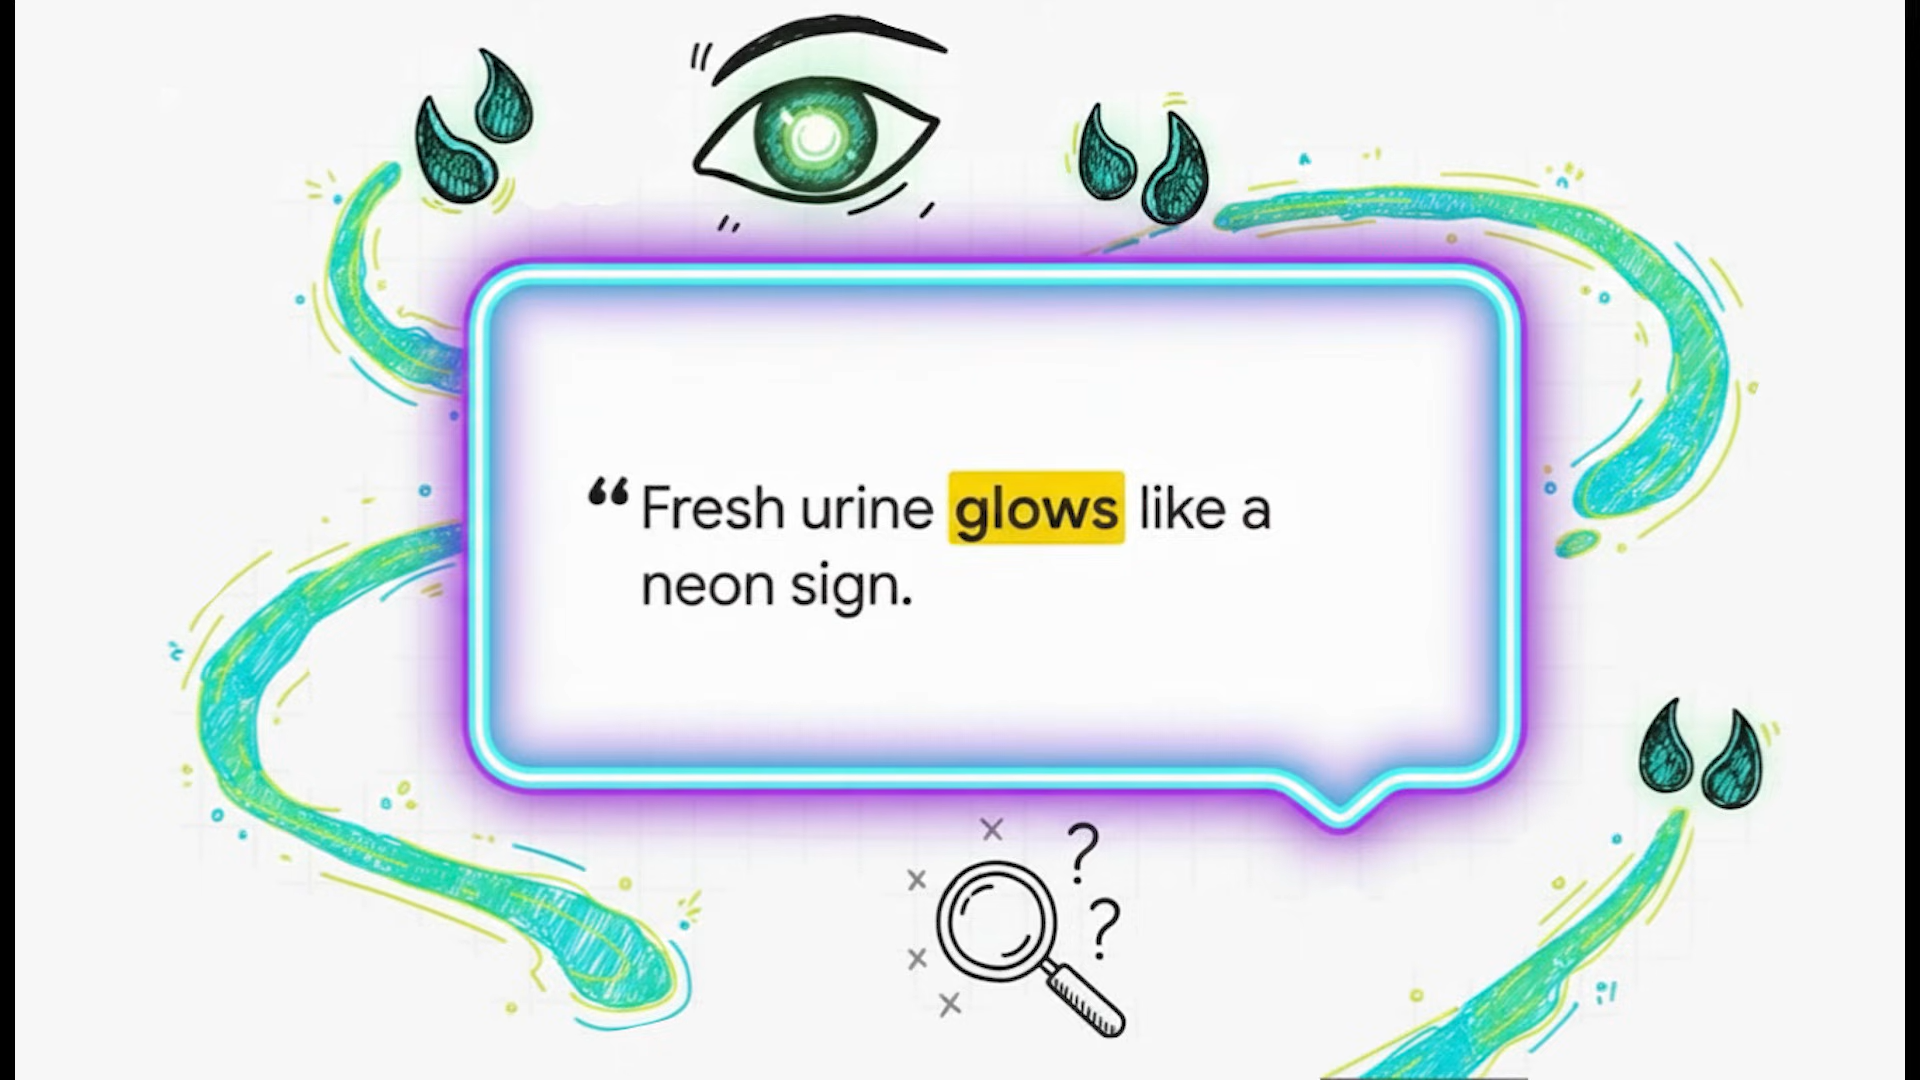 “Fresh urine glows like a
neon sign.
?
?